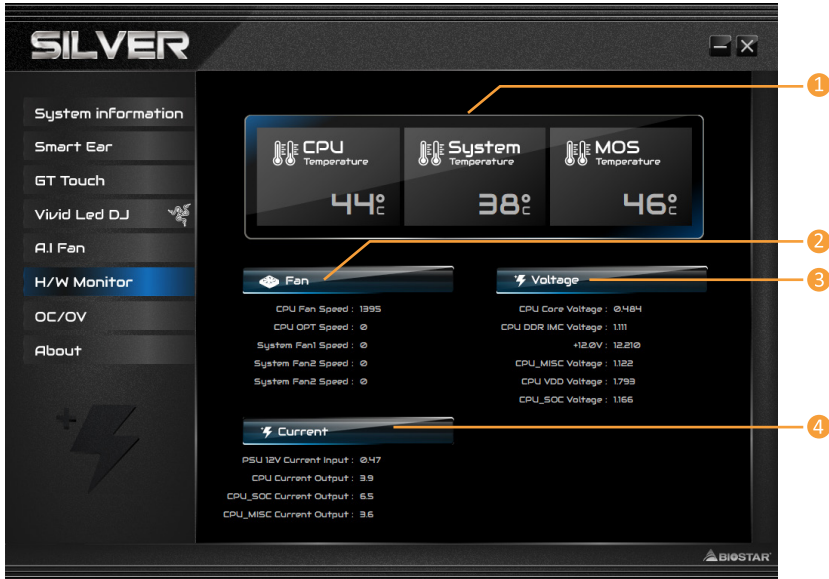 SILVER
System information
Smart Ear
GT Touch
Vivid Led DJ
A.I Fan
H/W Monitor
OC/OV
About
1
CPU
Temperature
44°C
System
Temperature
38°C
MOS
Temperature
46°C
2
Fan
CPU Fan Speed : 1395
CPU OPT Speed : 0
System Fan1 Speed : 0
System Fan2 Speed : 0
System Fan2 Speed : 0
3
Voltage
CPU Core Voltage : 0.484
CPU DDR IMC Voltage : 1.111
+12.0V : 12.210
CPU_MISC Voltage : 1.122
CPU VDD Voltage : 1.793
CPU_SOC Voltage : 1.166
4
Current
PSU 12V Current Input : 0.47
CPU Current Output : 3.9
CPU_SOC Current Output : 6.5
CPU_MISC Current Output : 3.6
BIOSTAR